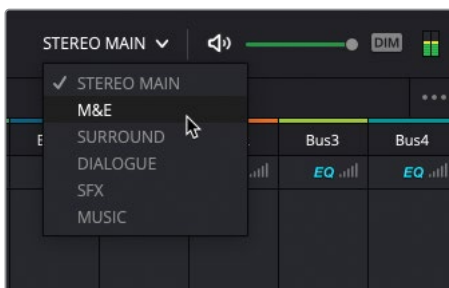 STEREO MAIN
DIM
STEREO MAIN
M&E
SURROUND
DIALOGUE
SFX
MUSIC
Bus3
Bus4
EQ
EQ